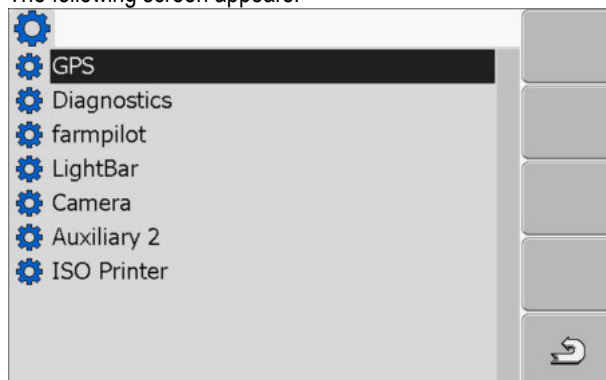 The following screen appears:
GPS
Diagnostics
farmpilot
LightBar
Camera
Auxiliary 2
ISO Printer